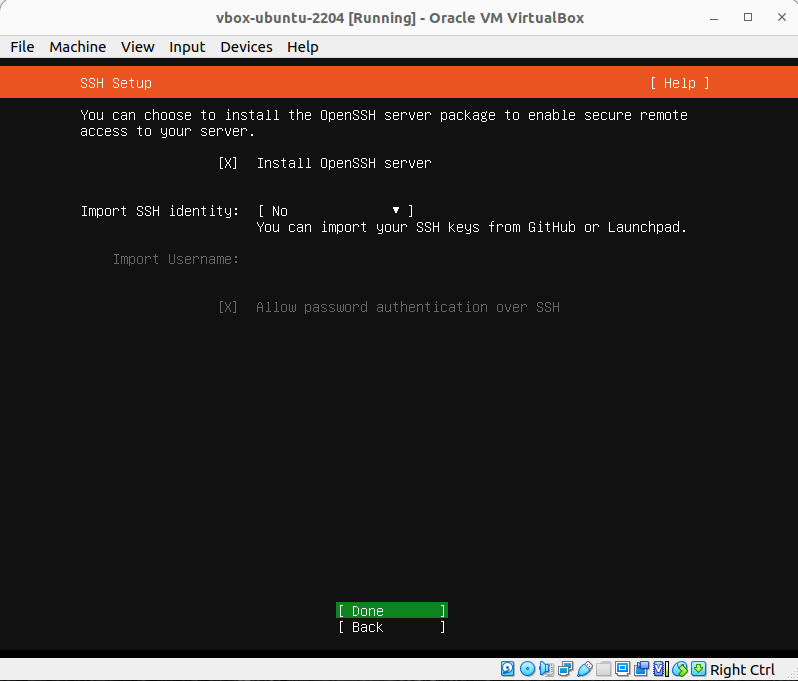 vbox-ubuntu-2204 [Running] - Oracle VM VirtualBox
File Machine View Input Devices Help
SSH Setup [ Help ]
You can choose to install the OpenSSH server package to enable secure remote
access to your server.
[X] Install OpenSSH server
Import SSH identity: [ No ▾ ]
You can import your SSH keys from GitHub or Launchpad.
Import Username:
[X] Allow password authentication over SSH
[ Done ]
[ Back ]
Right Ctrl